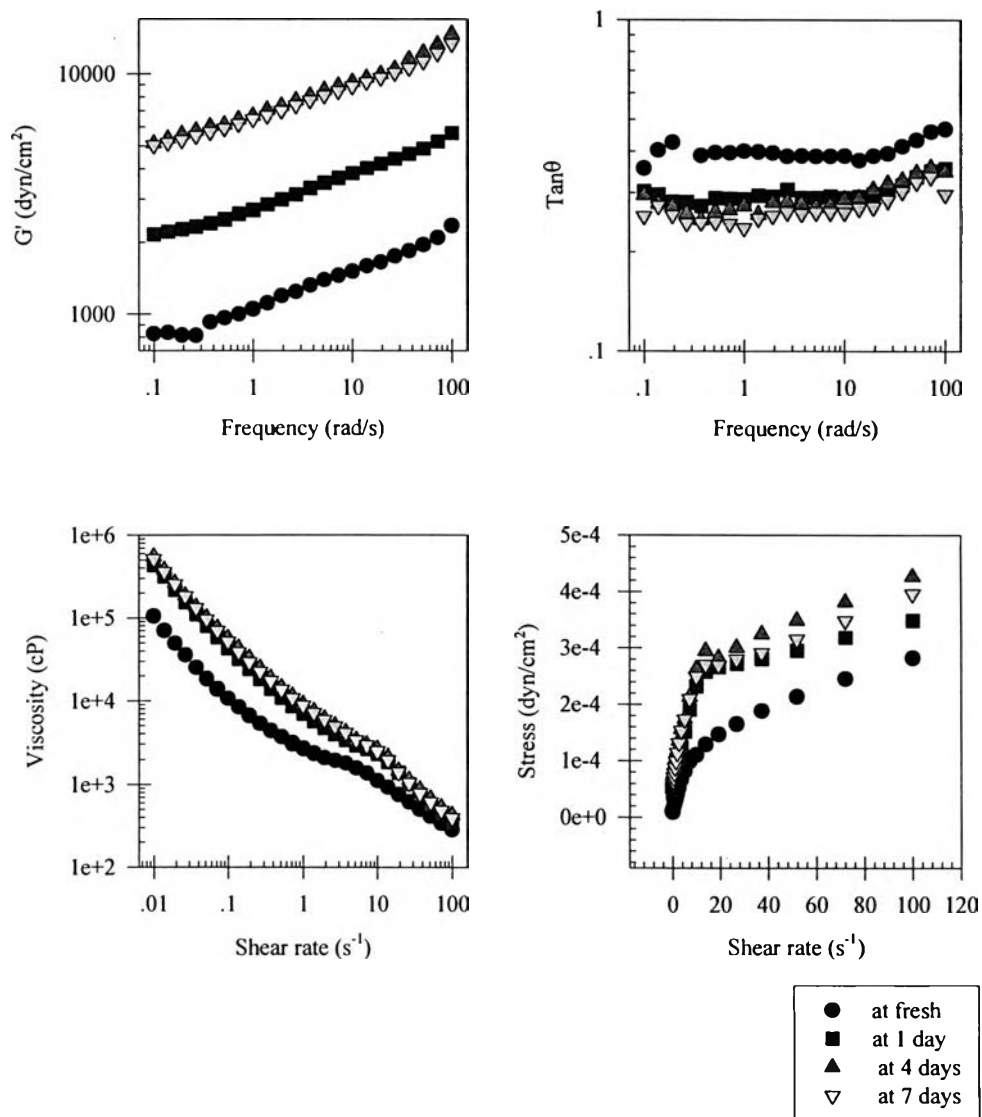 G' (dyn/cm²)
10000
1000
.1 1 10 100
Frequency (rad/s)
Tanθ
1
.1
.1 1 10 100
Frequency (rad/s)
Viscosity (cP)
1e+6
1e+5
1e+4
1e+3
1e+2
.01 .1 1 10 100
Shear rate (s⁻¹)
Stress (dyn/cm²)
5e-4
4e-4
3e-4
2e-4
1e-4
0e+0
0 20 40 60 80 100 120
Shear rate (s⁻¹)
at fresh
at 1 day
at 4 days
at 7 days